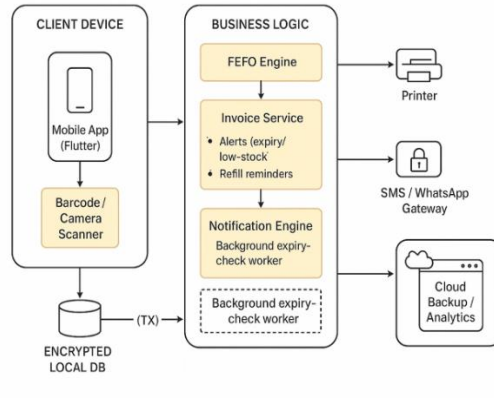 CLIENT DEVICE
Mobile App
(Flutter)
Barcode /
Camera
Scanner
ENCRYPTED
LOCAL DB
(TX)
BUSINESS LOGIC
FEFO Engine
Invoice Service
• Alerts (expiry/
low-stock'
• Refill reminders
Notification Engine
Background expiry-
check worker
Background expiry-
check worker
Printer
SMS / WhatsApp
Gateway
Cloud
Backup /
Analytics